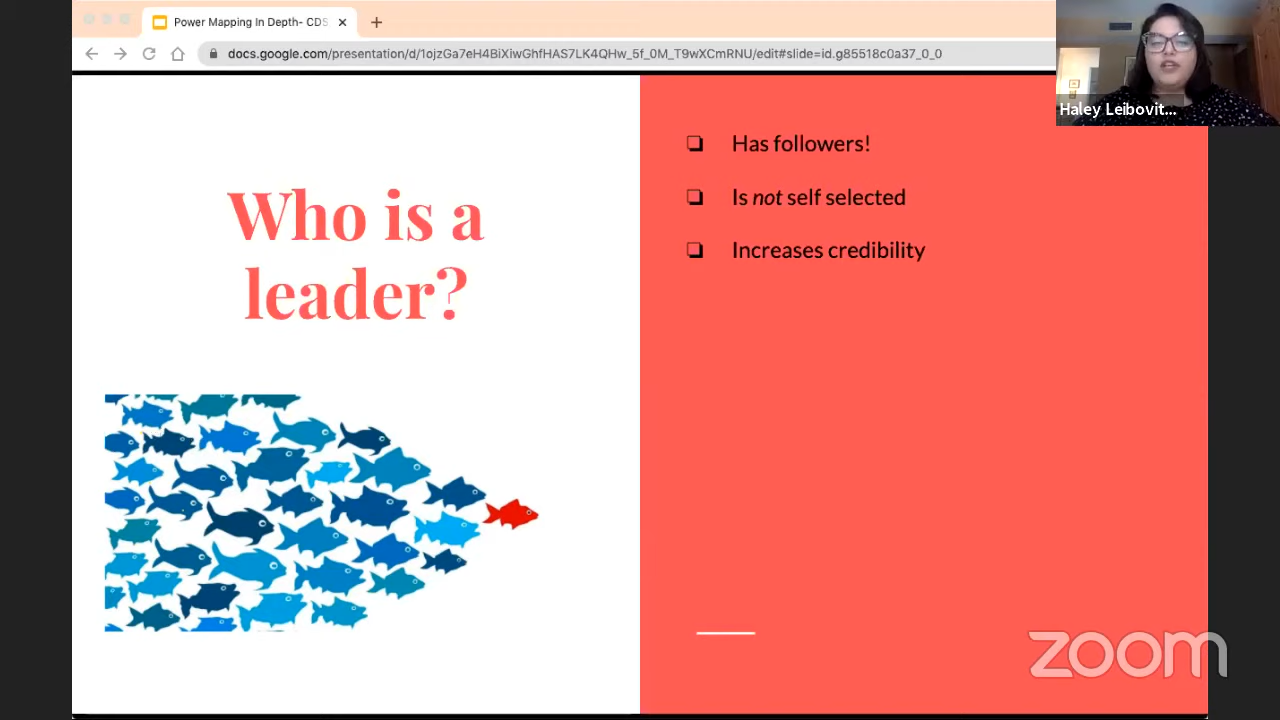 Power Mapping In Depth- CDS
docs.google.com/presentation/d/1ojzGa7eH4BiXiwGhfHAS7LK4QHw_5f_0M_T9wXCmRNU/edit#slide=id.g85518c0a37_0_0
Haley Leibovit...
Who is a
leader?
Has followers!
Is not self selected
Increases credibility
zoom